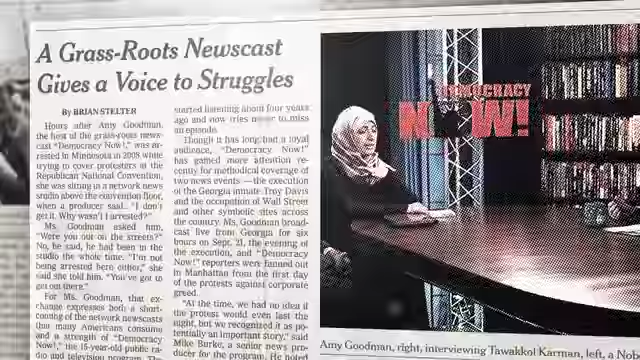 A Grass-Roots Newscast
Gives a Voice to Struggles
By BRIAN STELTER
Hours after Amy Goodman,
the host of the grass-roots news-
cast "Democracy Now!," was ar-
rested in Minnesota in 2008 while
trying to cover protesters at the
Republican National Convention,
she was sitting in a network news
studio above the convention floor,
when a producer said, "I don't
get it. Why wasn't I arrested?"
Ms. Goodman asked him,
"Were you out on the streets?"
No, he said, he had been in the
studio the whole time. "I'm not
being arrested here either," she
said she told him. "You've got to
get out there."
For Ms. Goodman, that ex-
change expresses both a short-
coming of the network newscasts
that many Americans consume
and a strength of "Democracy
Now!," the 15-year-old public ra-
dio and television program. The
started listening about four years
ago and now tries never to miss
an episode.
Though it has long had a loyal
audience, "Democracy Now!"
has gained more attention re-
cently for methodical coverage of
two news events — the execution
of the Georgia inmate Troy Davis
and the occupation of Wall Street
and other symbolic sites across
the country. Ms. Goodman broad-
cast live from Georgia for six
hours on Sept. 21, the evening of
the execution, and "Democracy
Now!" reporters were fanned out
in Manhattan from the first day
of the protests against corporate
greed.
"At the time, we had no idea if
the protest would even last the
night, but we recognized it as po-
tentially an important story," said
Mike Burke, a senior news pro-
ducer for the program. He noted
DEMOCRACY
NOW!
Amy Goodman, right, interviewing Tawakkol Karman, left, a